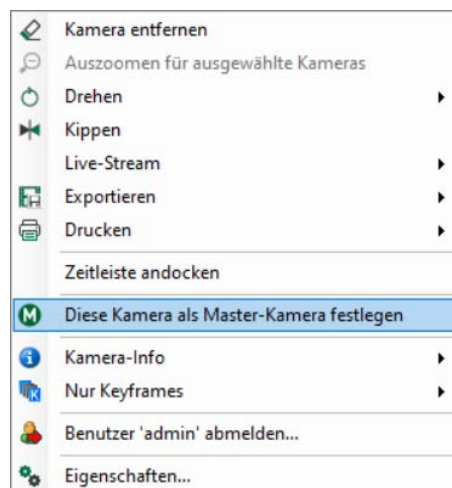 Kamera entfernen
Auszoomen für ausgewählte Kameras
Drehen
Kippen
Live-Stream
Exportieren
Drucken
Zeitleiste andocken
M Diese Kamera als Master-Kamera festlegen
Kamera-Info
Nur Keyframes
Benutzer 'admin' abmelden...
Eigenschaften...